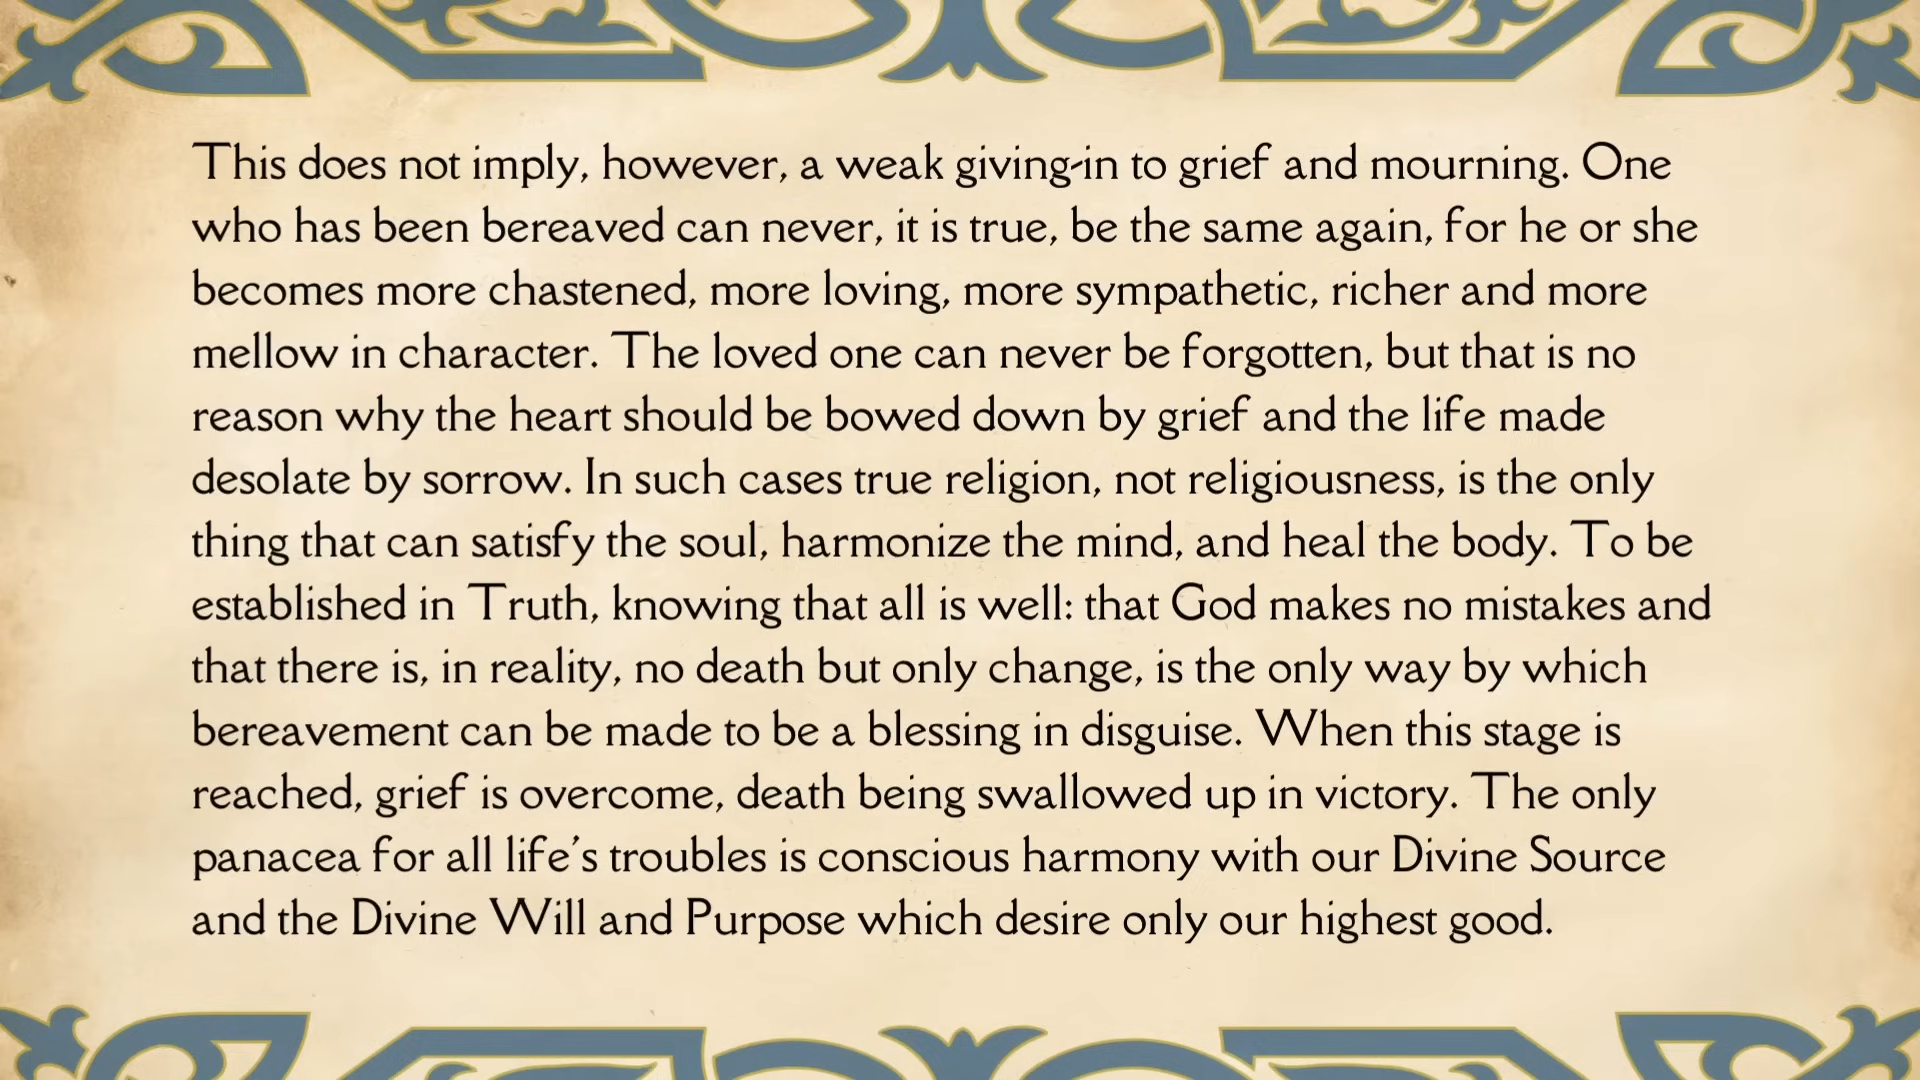 This does not imply, however, a weak giving-in to grief and mourning. One
who has been bereaved can never, it is true, be the same again, for he or she
becomes more chastened, more loving, more sympathetic, richer and more
mellow in character. The loved one can never be forgotten, but that is no
reason why the heart should be bowed down by grief and the life made
desolate by sorrow. In such cases true religion, not religiousness, is the only
thing that can satisfy the soul, harmonize the mind, and heal the body. To be
established in Truth, knowing that all is well: that God makes no mistakes and
that there is, in reality, no death but only change, is the only way by which
bereavement can be made to be a blessing in disguise. When this stage is
reached, grief is overcome, death being swallowed up in victory. The only
panacea for all life’s troubles is conscious harmony with our Divine Source
and the Divine Will and Purpose which desire only our highest good.